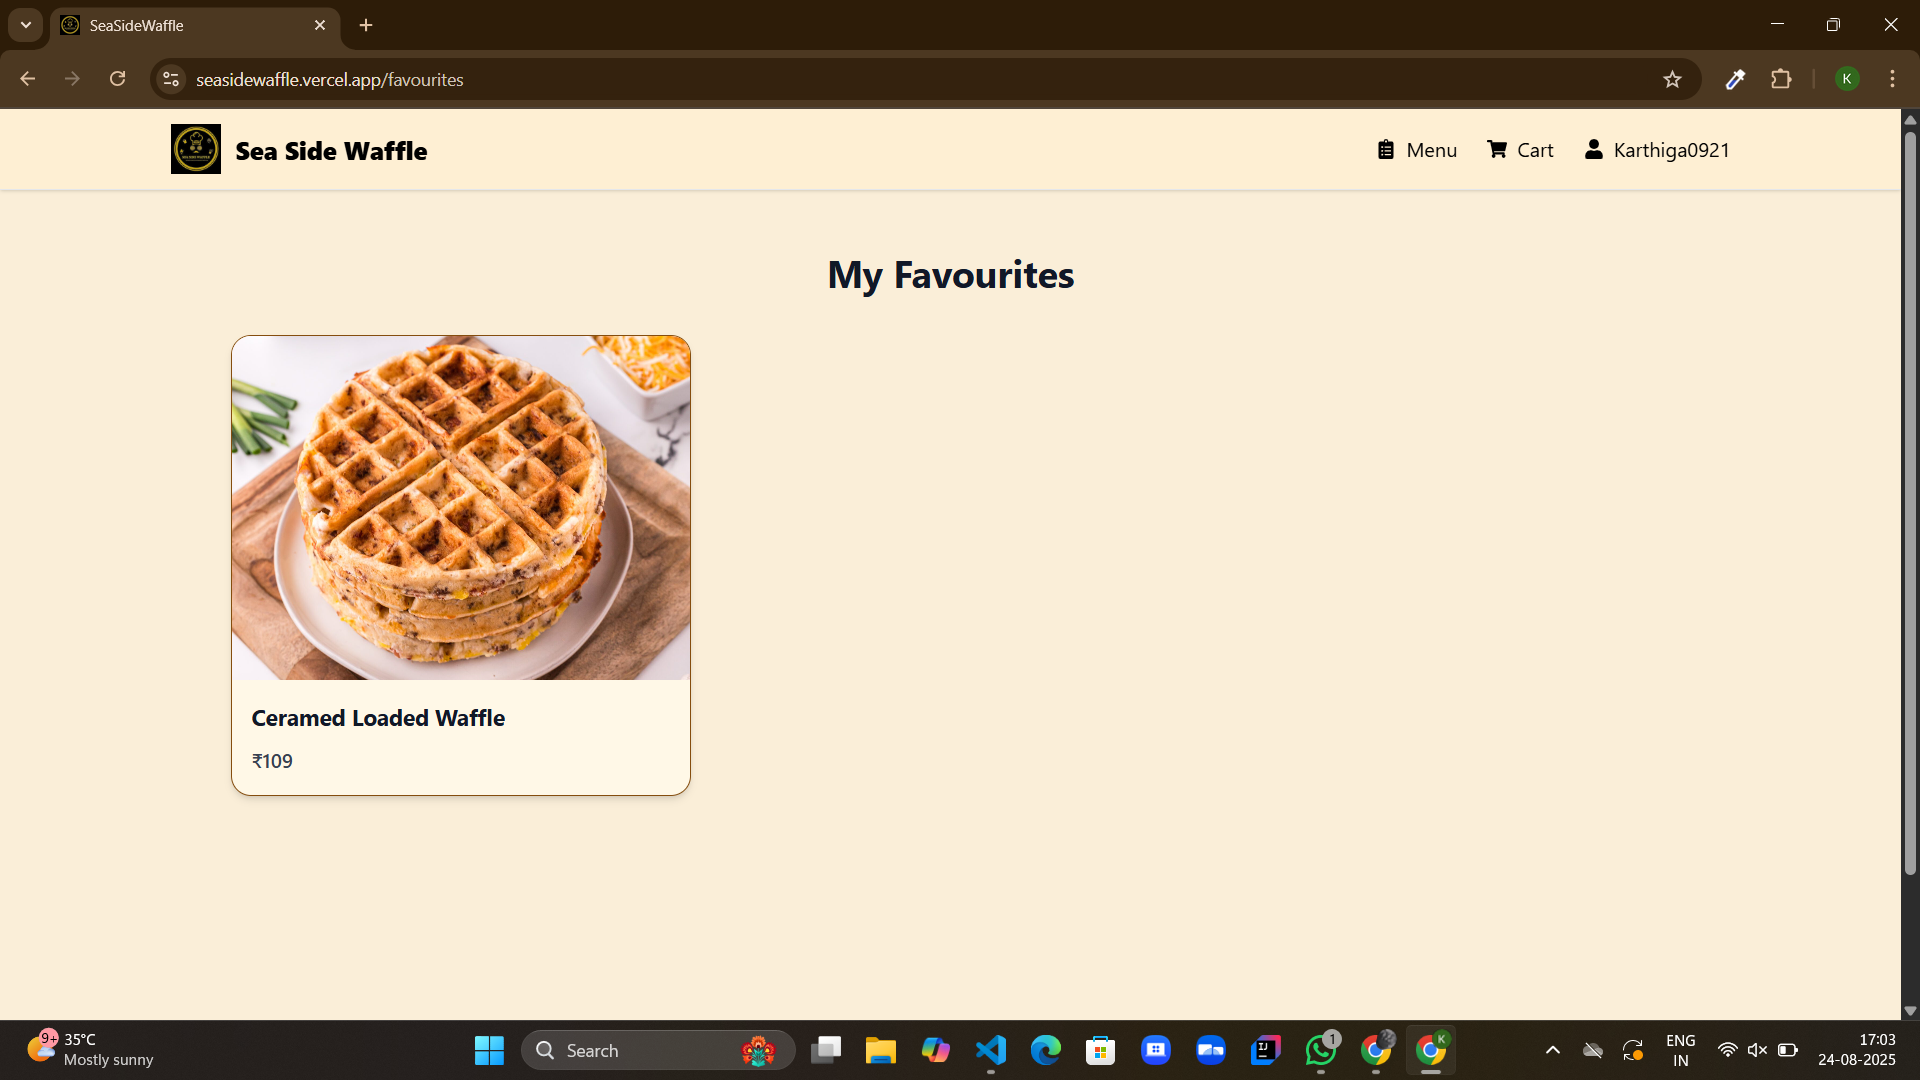 SeaSideWaffle
seasidewaffle.vercel.app/favourites
K
Sea Side Waffle
Menu
Cart
Karthiga0921
My Favourites
Ceramed Loaded Waffle
₹109
9+
35°C
Mostly sunny
Search
1
K
ENG
IN
17:03
24-08-2025